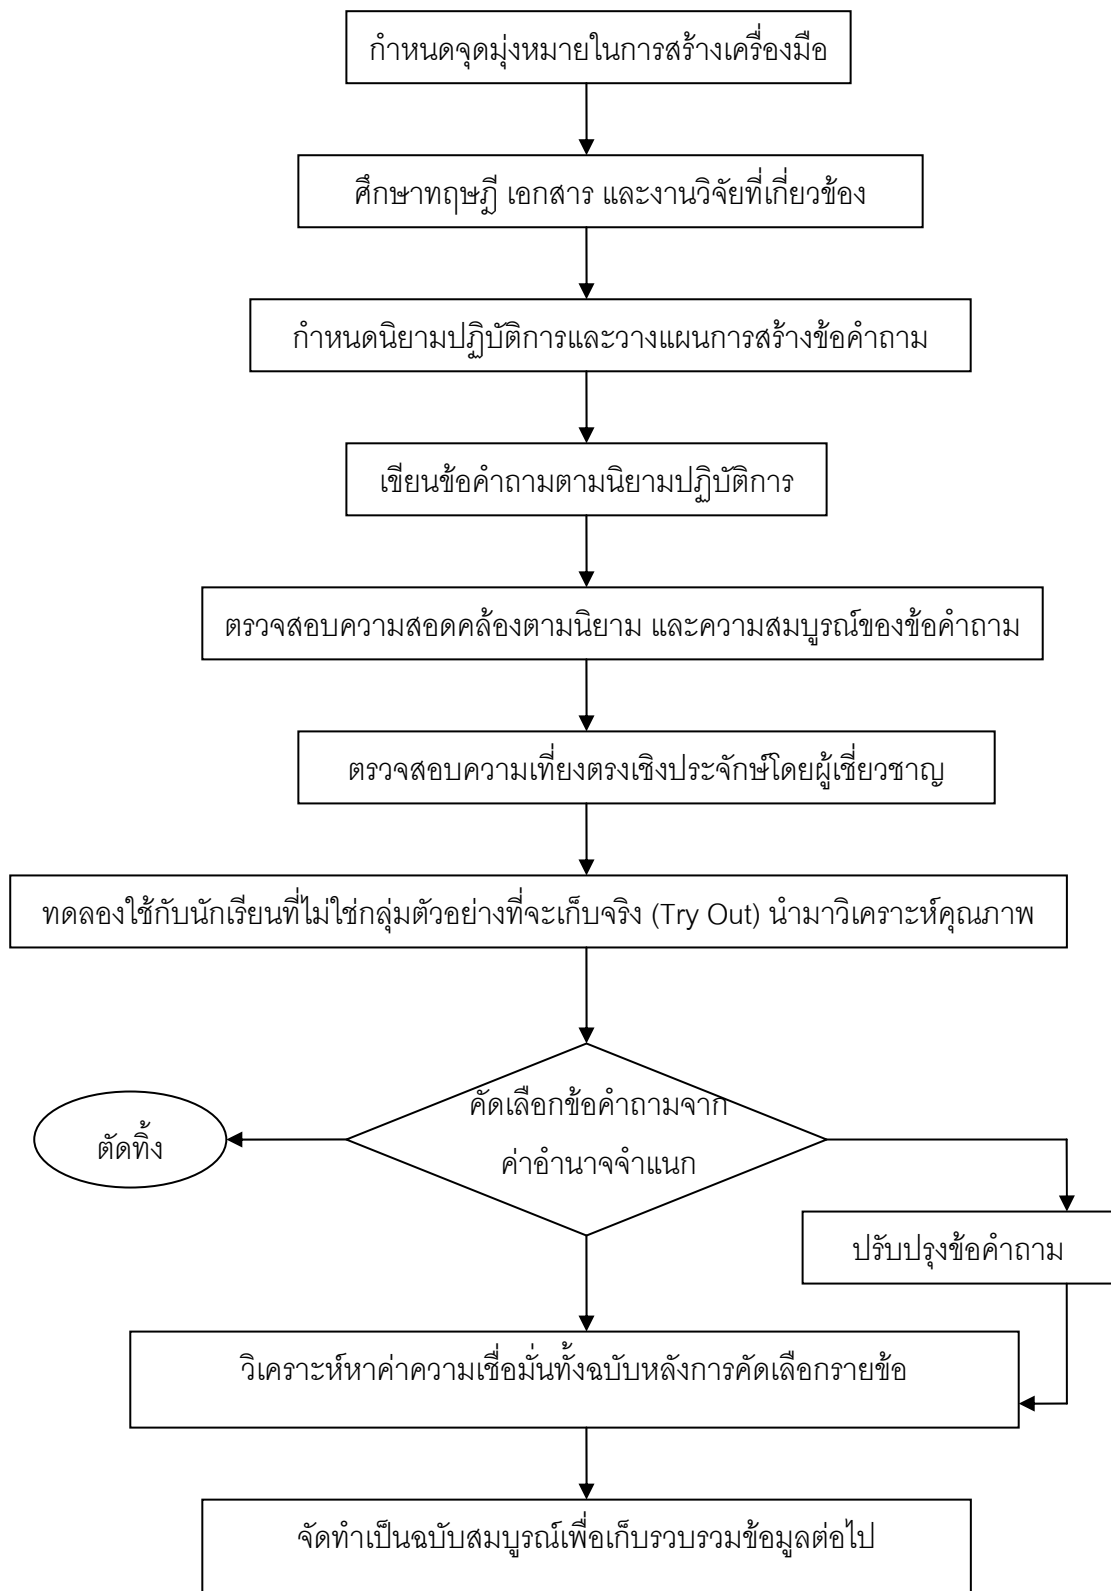 กำหนดจุดมุ่งหมายในการสร้างเครื่องมือ
ศึกษาทฤษฎี เอกสาร และงานวิจัยที่เกี่ยวข้อง
กำหนดนิยามปฏิบัติการและวางแผนการสร้างข้อคำถาม
เขียนข้อคำถามตามนิยามปฏิบัติการ
ตรวจสอบความสอดคล้องตามนิยาม และความสมบูรณ์ของข้อคำถาม
ตรวจสอบความเที่ยงตรงเชิงประจักษ์โดยผู้เชี่ยวชาญ
ทดลองใช้กับนักเรียนที่ไม่ใช่กลุ่มตัวอย่างที่จะเก็บจริง (Try Out) นำมาวิเคราะห์คุณภาพ
คัดเลือกข้อคำถามจาก
ค่าอำนาจจำแนก
ตัดทิ้ง
ปรับปรุงข้อคำถาม
วิเคราะห์หาค่าความเชื่อมั่นทั้งฉบับหลังการคัดเลือกรายข้อ
จัดทำเป็นฉบับสมบูรณ์เพื่อเก็บรวบรวมข้อมูลต่อไป